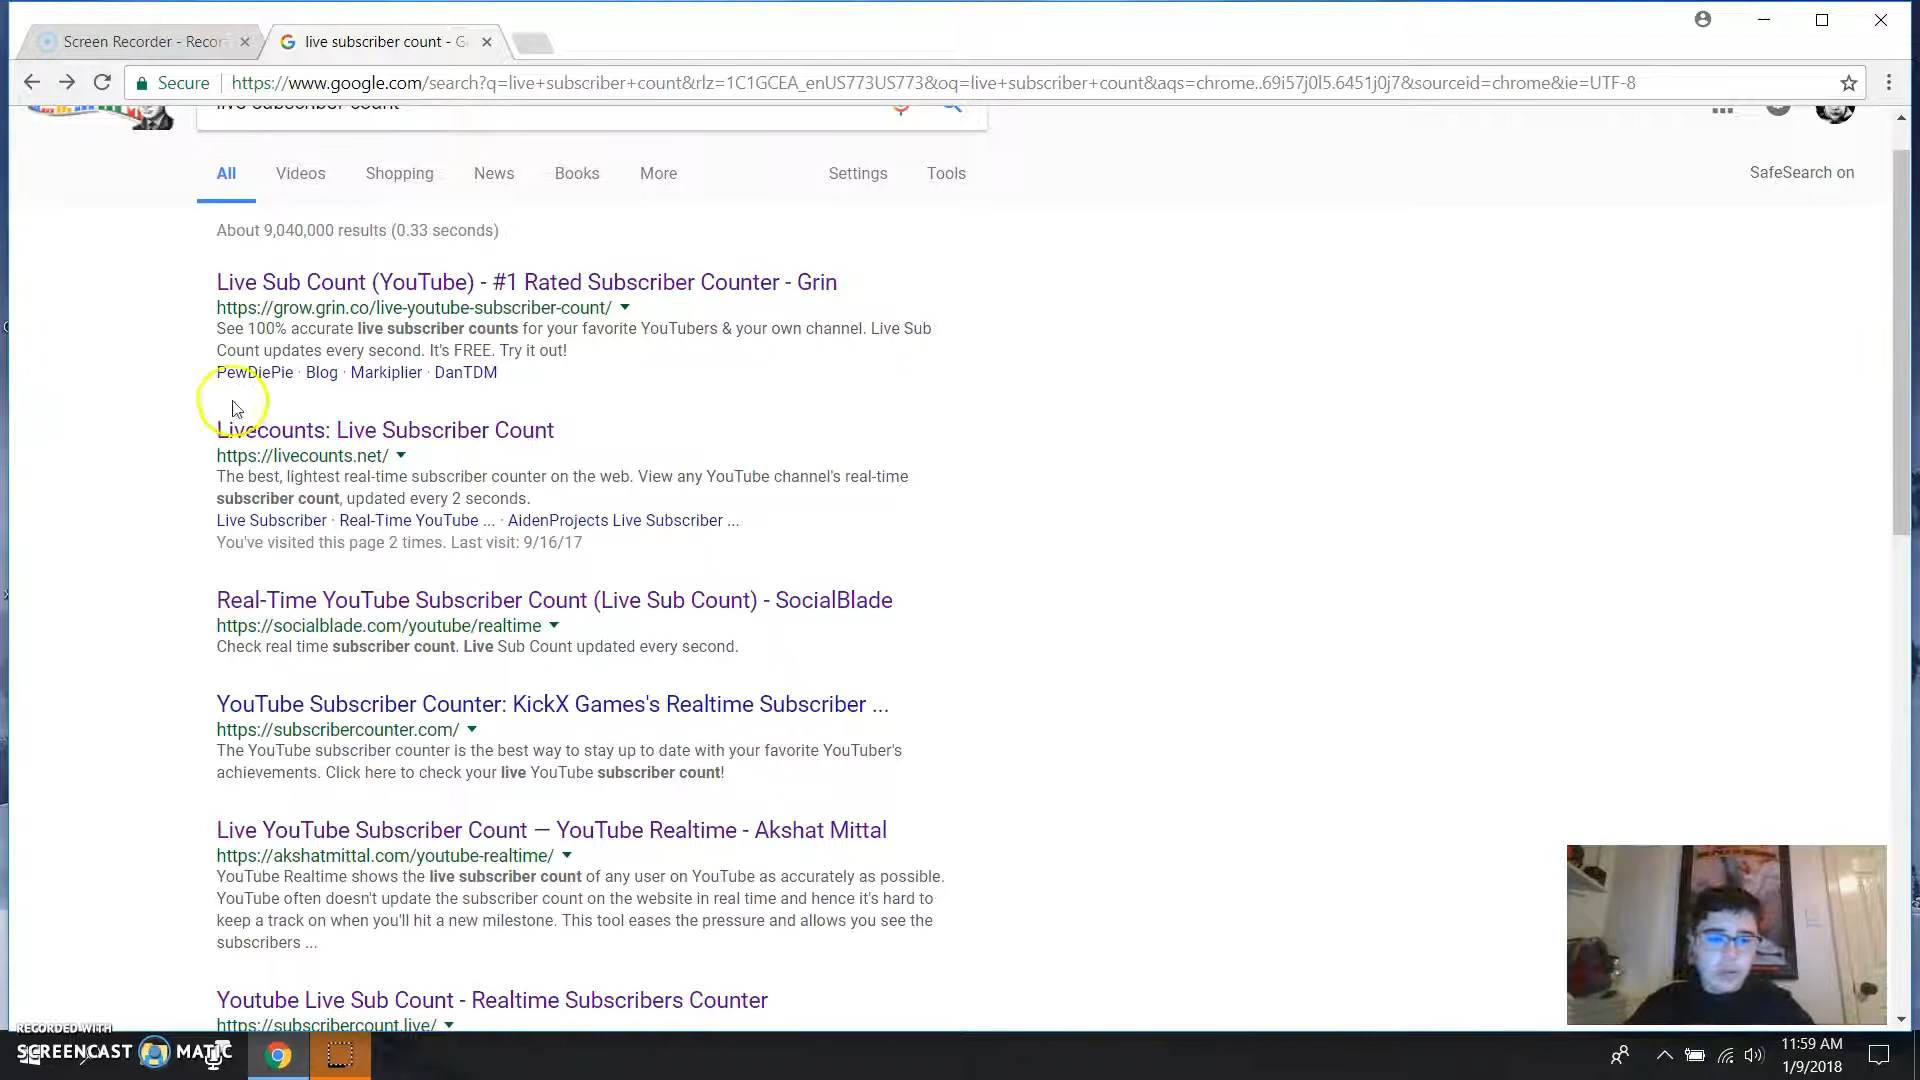 Screen Recorder - Recor
live subscriber count - G
Secure
https://www.google.com/search?q=live+subscriber+count&rlz=1C1GCEA_enUS773US773&oq=live+subscriber+count&aqs=chrome..69i57j0l5.6451j0j7&sourceid=chrome&ie=UTF-8
live subscriber count
All Videos Shopping News Books More Settings Tools SafeSearch on
About 9,040,000 results (0.33 seconds)
Live Sub Count (YouTube) - #1 Rated Subscriber Counter - Grin
https://grow.grin.co/live-youtube-subscriber-count/
See 100% accurate live subscriber counts for your favorite YouTubers & your own channel. Live Sub
Count updates every second. It's FREE. Try it out!
PewDiePie · Blog · Markiplier · DanTDM
Livecounts: Live Subscriber Count
https://livecounts.net/
The best, lightest real-time subscriber counter on the web. View any YouTube channel's real-time
subscriber count, updated every 2 seconds.
Live Subscriber · Real-Time YouTube ... · AidenProjects Live Subscriber ...
You've visited this page 2 times. Last visit: 9/16/17
Real-Time YouTube Subscriber Count (Live Sub Count) - SocialBlade
https://socialblade.com/youtube/realtime
Check real time subscriber count. Live Sub Count updated every second.
YouTube Subscriber Counter: KickX Games's Realtime Subscriber ...
https://subscribercounter.com/
The YouTube subscriber counter is the best way to stay up to date with your favorite YouTuber's
achievements. Click here to check your live YouTube subscriber count!
Live YouTube Subscriber Count — YouTube Realtime - Akshat Mittal
https://akshatmittal.com/youtube-realtime/
YouTube Realtime shows the live subscriber count of any user on YouTube as accurately as possible.
YouTube often doesn't update the subscriber count on the website in real time and hence it's hard to
keep a track on when you'll hit a new milestone. This tool eases the pressure and allows you see the
subscribers ...
Youtube Live Sub Count - Realtime Subscribers Counter
https://subscribercount.live/
RECORDED WITH
SCREENCAST MATIC
11:59 AM
1/9/2018